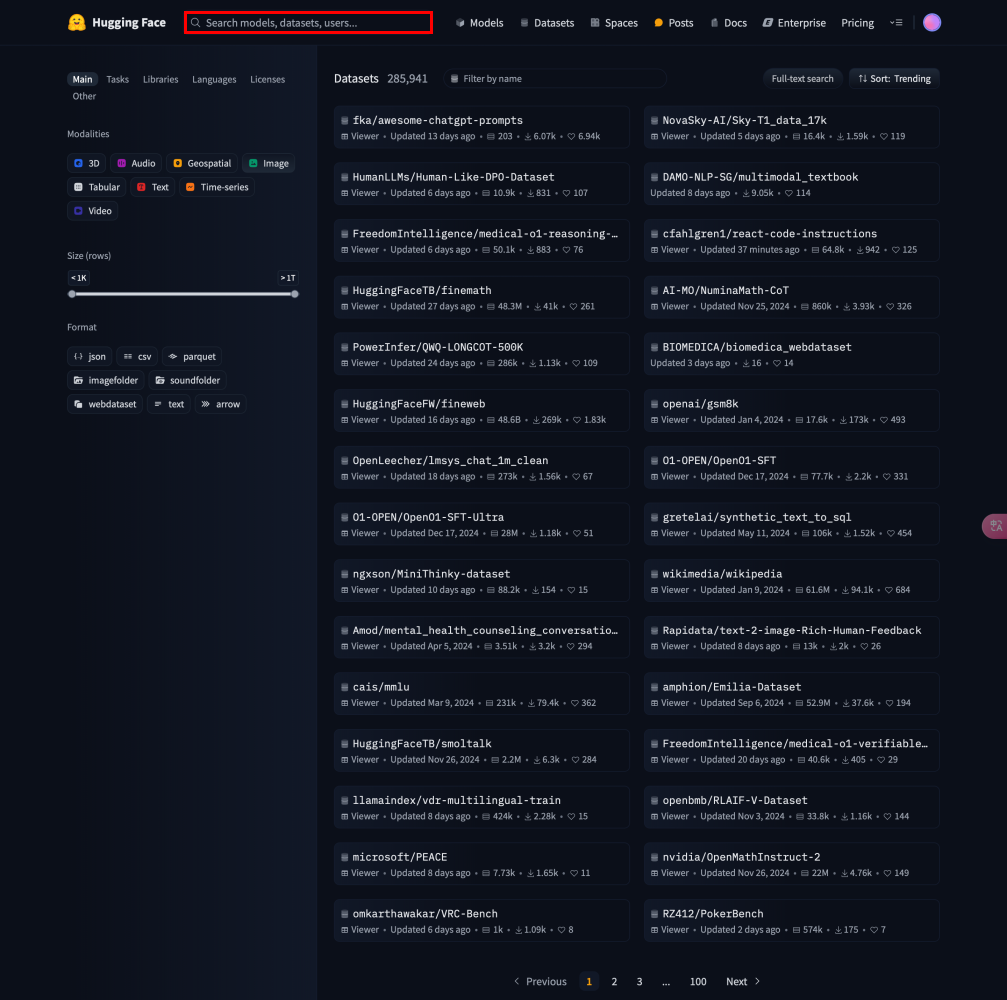 Hugging Face
Search models, datasets, users...
Models
Datasets
Spaces
Posts
Docs
Enterprise
Pricing
Main
Tasks
Libraries
Languages
Licenses
Other
Modalities
3D
Audio
Geospatial
Image
Tabular
Text
Time-series
Video
Size (rows)
<1K
>1T
Format
json
csv
parquet
imagefolder
soundfolder
webdataset
text
arrow
Datasets 285,941
Filter by name
Full-text search
Sort: Trending
fka/awesome-chatgpt-prompts
Viewer • Updated 13 days ago • 203 • 6.07k • 6.94k
NovaSky-AI/Sky-T1_data_17k
Viewer • Updated 5 days ago • 16.4k • 1.59k • 119
HumanLLMs/Human-Like-DPO-Dataset
Viewer • Updated 6 days ago • 10.9k • 831 • 107
DAMO-NLP-SG/multimodal_textbook
Updated 8 days ago • 9.05k • 114
FreedomIntelligence/medical-o1-reasoning-…
Viewer • Updated 6 days ago • 50.1k • 883 • 76
cfahlgren1/react-code-instructions
Viewer • Updated 37 minutes ago • 64.8k • 942 • 125
HuggingFaceTB/finemath
Viewer • Updated 27 days ago • 48.3M • 41k • 261
AI-MO/NuminaMath-CoT
Viewer • Updated Nov 25, 2024 • 860k • 3.93k • 326
PowerInfer/QWQ-LONGCOT-500K
Viewer • Updated 24 days ago • 286k • 1.13k • 109
BIOMEDICA/biomedica_webdataset
Updated 3 days ago • 16 • 14
HuggingFaceFW/fineweb
Viewer • Updated 16 days ago • 48.6B • 269k • 1.83k
openai/gsm8k
Viewer • Updated Jan 4, 2024 • 17.6k • 173k • 493
OpenLeecher/lmsys_chat_1m_clean
Viewer • Updated 18 days ago • 273k • 1.56k • 67
O1-OPEN/OpenO1-SFT
Viewer • Updated Dec 17, 2024 • 77.7k • 2.2k • 331
O1-OPEN/OpenO1-SFT-Ultra
Viewer • Updated Dec 17, 2024 • 28M • 1.18k • 51
gretelai/synthetic_text_to_sql
Viewer • Updated May 11, 2024 • 106k • 1.52k • 454
ngxson/MiniThinky-dataset
Viewer • Updated 10 days ago • 88.2k • 154 • 15
wikimedia/wikipedia
Viewer • Updated Jan 9, 2024 • 61.6M • 94.1k • 684
Amod/mental_health_counseling_conversatio…
Viewer • Updated Apr 5, 2024 • 3.51k • 3.2k • 294
Rapidata/text-2-image-Rich-Human-Feedback
Viewer • Updated 8 days ago • 13k • 2k • 26
cais/mmlu
Viewer • Updated Mar 9, 2024 • 231k • 79.4k • 362
amphion/Emilia-Dataset
Viewer • Updated Sep 6, 2024 • 52.9M • 37.6k • 194
HuggingFaceTB/smoltalk
Viewer • Updated Nov 26, 2024 • 2.2M • 6.3k • 284
FreedomIntelligence/medical-o1-verifiable…
Viewer • Updated 20 days ago • 40.6k • 405 • 29
llamaindex/vdr-multilingual-train
Viewer • Updated 8 days ago • 424k • 2.28k • 15
openbmb/RLAIF-V-Dataset
Viewer • Updated Nov 3, 2024 • 33.8k • 1.16k • 144
microsoft/PEACE
Viewer • Updated 8 days ago • 7.73k • 1.65k • 11
nvidia/OpenMathInstruct-2
Viewer • Updated Nov 26, 2024 • 22M • 4.76k • 149
omkarthawakar/VRC-Bench
Viewer • Updated 6 days ago • 1k • 1.09k • 8
RZ412/PokerBench
Viewer • Updated 2 days ago • 574k • 175 • 7
Previous 1 2 3 ... 100 Next